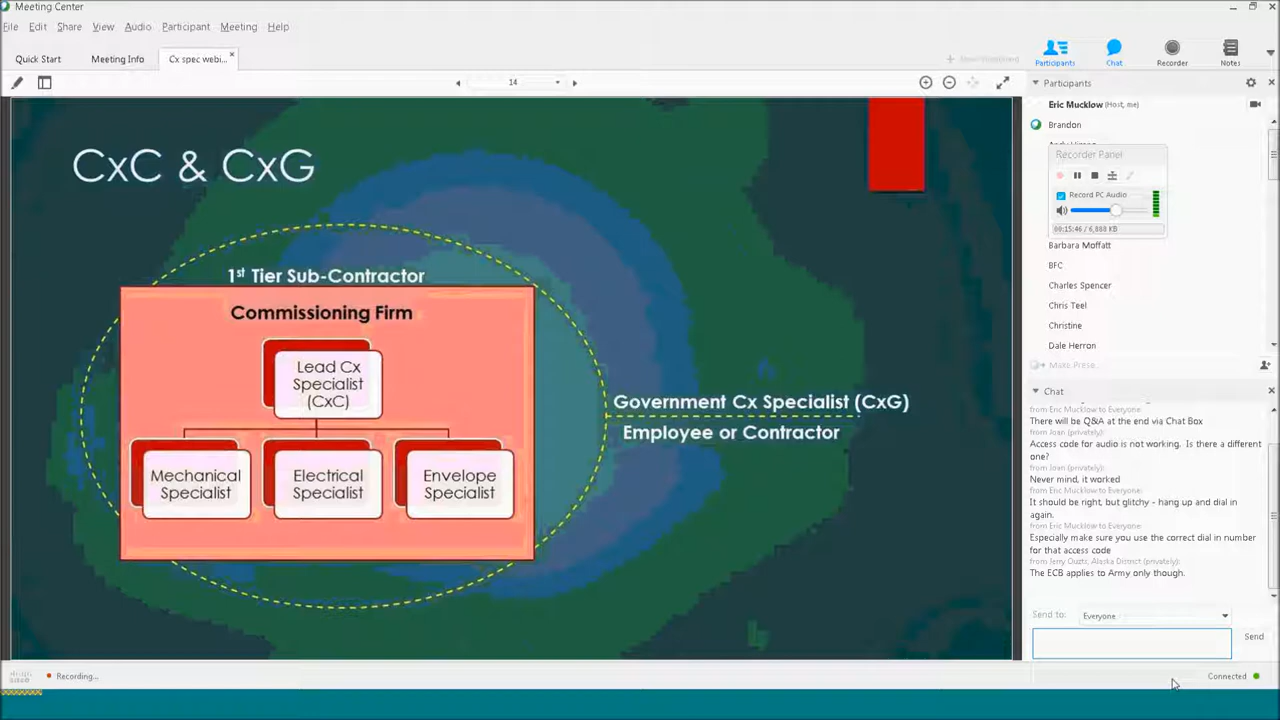 Meeting Center
File Edit Share View Audio Participant Meeting Help
Quick Start Meeting Info Cx spec webi...
Participants Chat Recorder Notes
14
Participants
CxC & CxG
1st Tier Sub-Contractor
Commissioning Firm
Lead Cx
Specialist
(CxC)
Mechanical
Specialist
Electrical
Specialist
Envelope
Specialist
Government Cx Specialist (CxG)
Employee or Contractor
Eric Mucklow (Host, me)
Brandon
Recorder Panel
Record PC Audio
00:15:46 / 6,888 KB
Barbara Moffatt
BFC
Charles Spencer
Chris Teel
Christine
Dale Herron
Make Prese...
Chat
from Eric Mucklow to Everyone:
There will be Q&A at the end via Chat Box
from Joan (privately):
Access code for audio is not working. Is there a different
one?
from Joan (privately):
Never mind, it worked
from Eric Mucklow to Everyone:
It should be right, but glitchy - hang up and dial in
again.
from Eric Mucklow to Everyone:
Especially make sure you use the correct dial in number
for that access code
from Jerry Ouzts, Alaska District (privately):
The ECB applies to Army only though.
Send to: Everyone
Send
Recording...
Connected